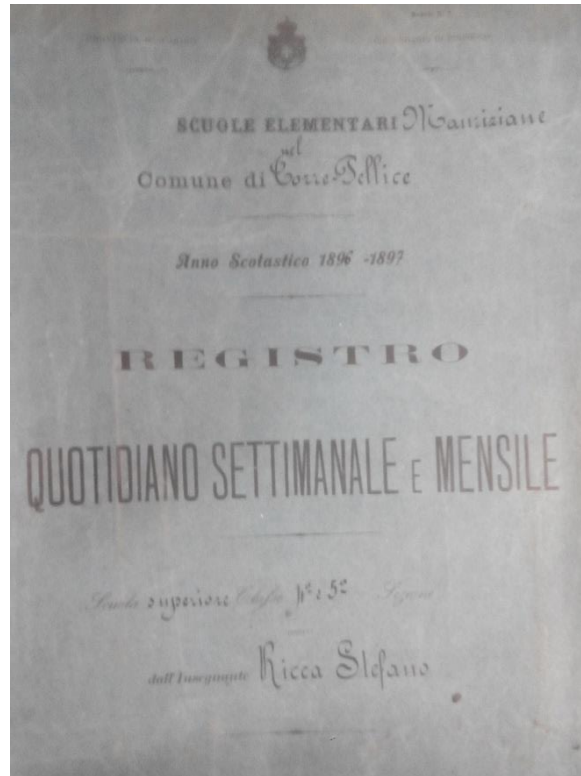 SCUOLE ELEMENTARI Mauriziane
nel
Comune di Torre-Pellice
Anno Scolastico 1896 -1897
REGISTRO
QUOTIDIANO SETTIMANALE E MENSILE
Scuola superiore Classe 4ª e 5ª Sezione
dall'Insegnante Ricca Stefano